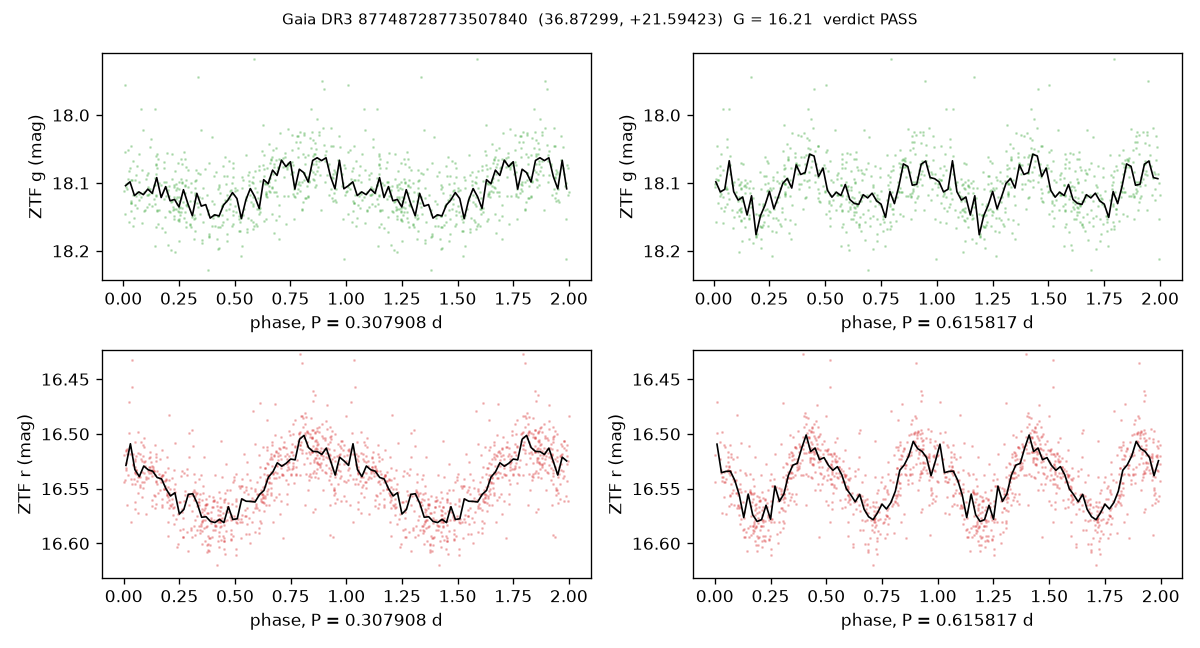 Gaia DR3 87748728773507840  (36.87299, +21.59423)  G = 16.21  verdict PASS
ZTF g (mag)
18.0
18.1
18.2
0.00 0.25 0.50 0.75 1.00 1.25 1.50 1.75 2.00
phase, P = 0.307908 d
ZTF g (mag)
18.0
18.1
18.2
0.00 0.25 0.50 0.75 1.00 1.25 1.50 1.75 2.00
phase, P = 0.615817 d
ZTF r (mag)
16.45
16.50
16.55
16.60
0.00 0.25 0.50 0.75 1.00 1.25 1.50 1.75 2.00
phase, P = 0.307908 d
ZTF r (mag)
16.45
16.50
16.55
16.60
0.00 0.25 0.50 0.75 1.00 1.25 1.50 1.75 2.00
phase, P = 0.615817 d